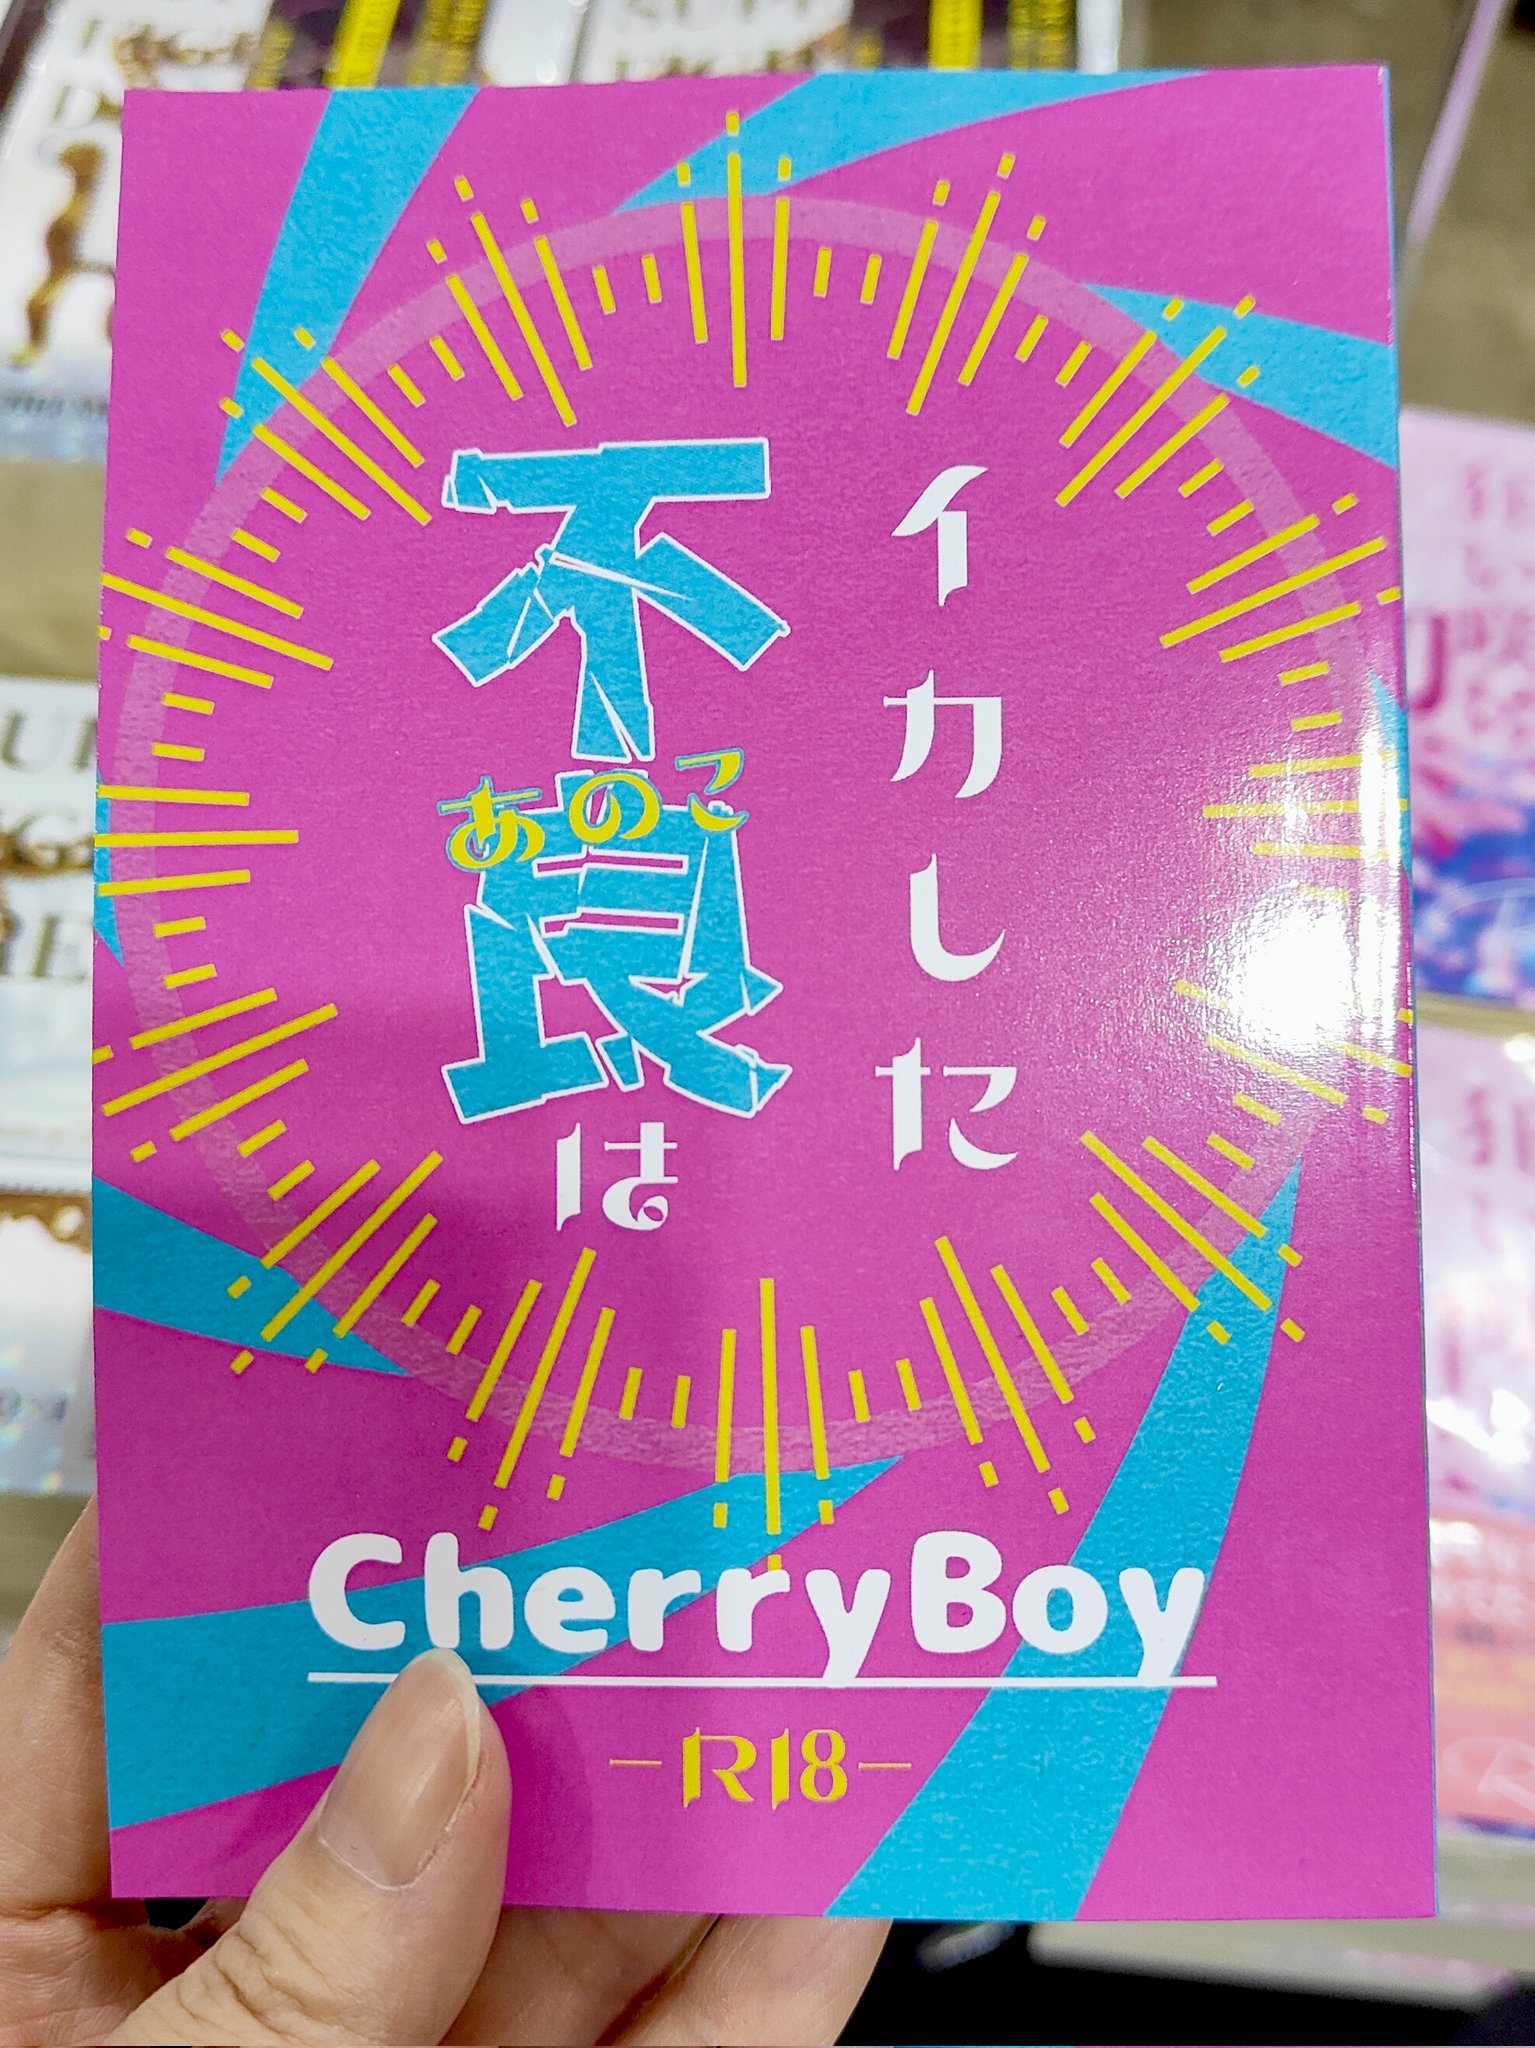 イカした
不良は
あのこ
CherryBoy
-R18-